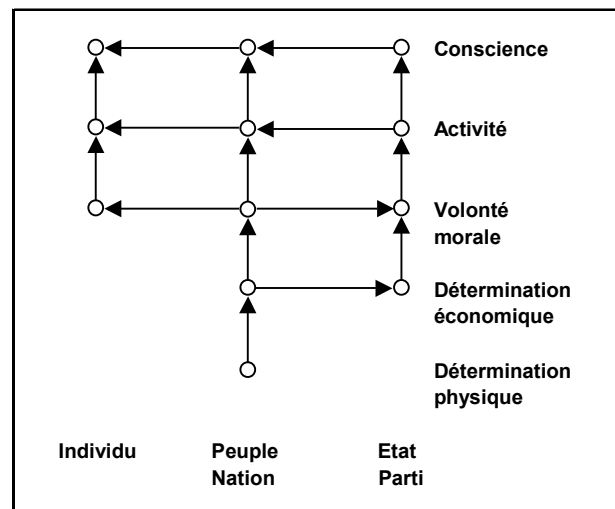 Conscience
Activité
Volonté
morale
Détermination
économique
Détermination
physique
Individu
Peuple
Nation
Etat
Parti